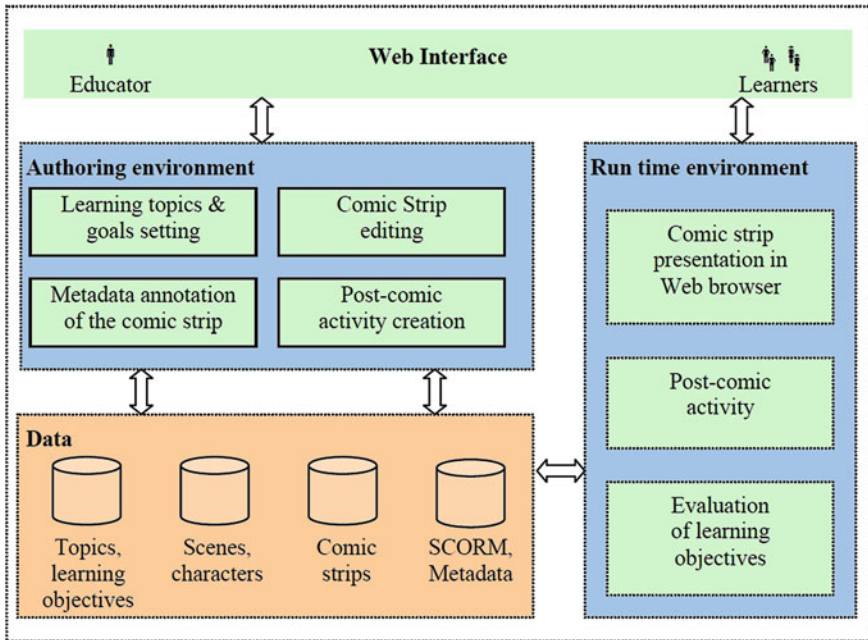 Web Interface
Educator
Learners
Authoring environment
Learning topics &
goals setting
Comic Strip
editing
Metadata annotation
of the comic strip
Post-comic
activity creation
Run time environment
Comic strip
presentation in
Web browser
Post-comic
activity
Evaluation
of learning
objectives
Data
Topics,
learning
objectives
Scenes,
characters
Comic
strips
SCORM,
Metadata